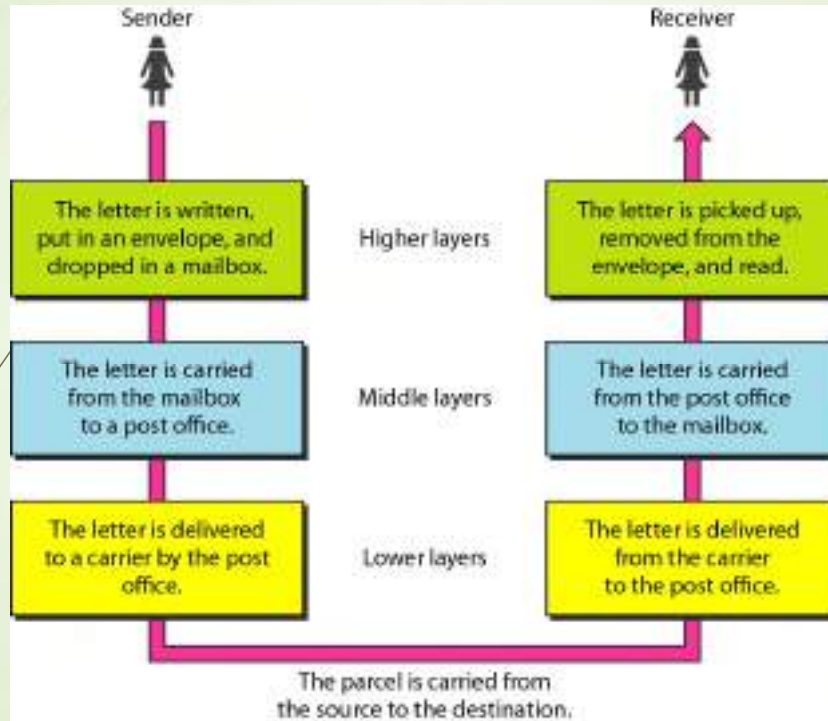 Sender
Receiver
The letter is written,
put in an envelope, and
dropped in a mailbox.
Higher layers
The letter is picked up,
removed from the
envelope, and read.
The letter is carried
from the mailbox
to a post office.
Middle layers
The letter is carried
from the post office
to the mailbox.
The letter is delivered
to a carrier by the post
office.
Lower layers
The letter is delivered
from the carrier
to the post office.
The parcel is carried from
the source to the destination.